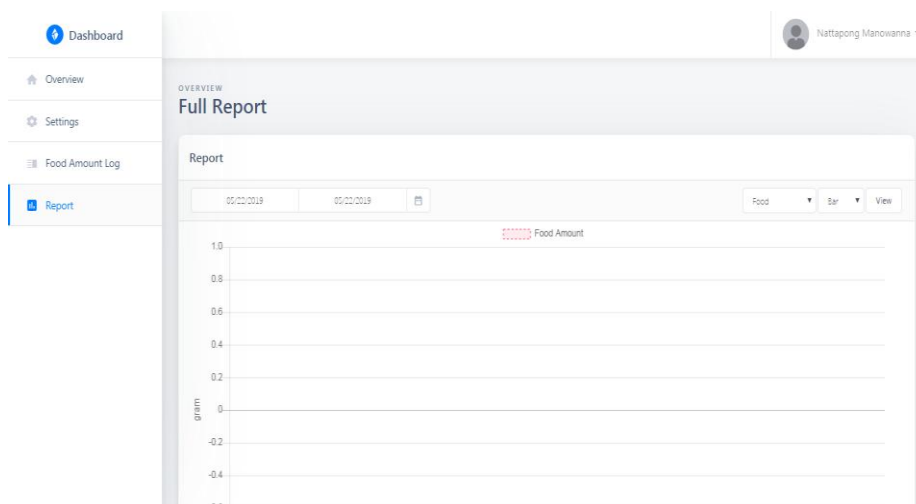 Dashboard
Nattapong Manowanna
Overview
Settings
Food Amount Log
Report
OVERVIEW
Full Report
Report
05/22/2019 05/22/2019
Food Bar View
Food Amount
1.0
0.8
0.6
0.4
0.2
0
-0.2
-0.4
gram